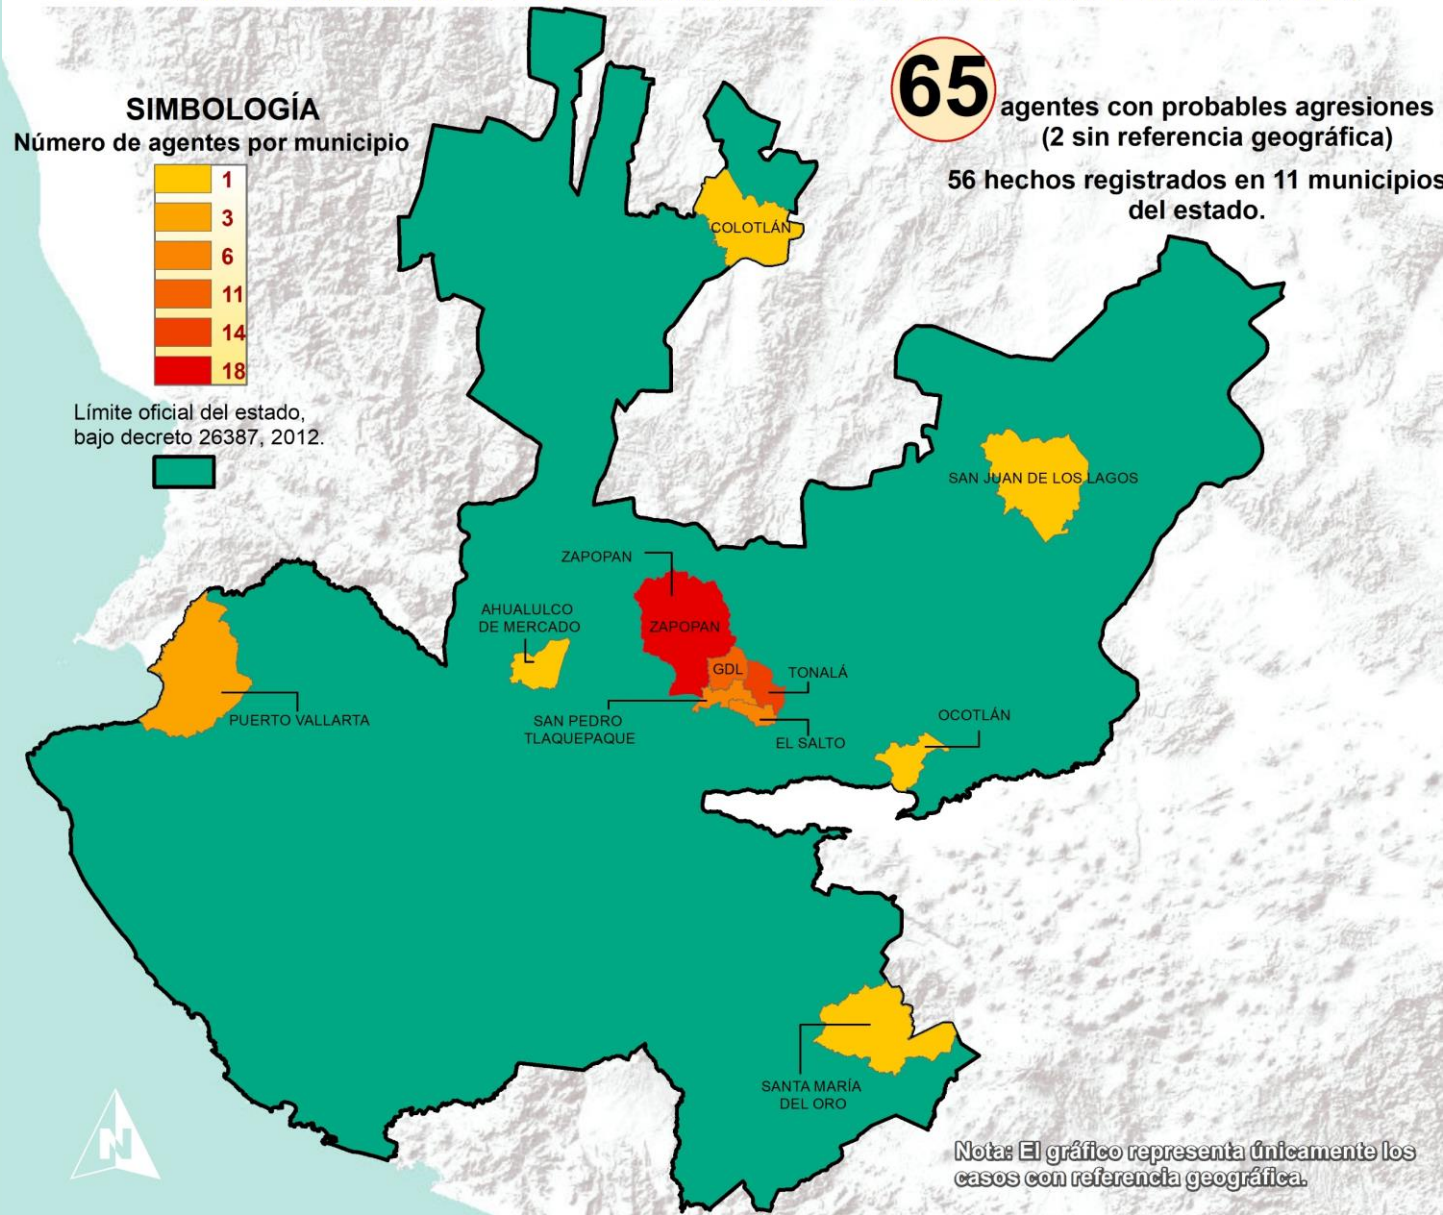 SIMBOLOGÍA
Número de agentes por municipio
1
3
6
11
14
18
Límite oficial del estado,
bajo decreto 26387, 2012.
65
agentes con probables agresiones
(2 sin referencia geográfica)
56 hechos registrados en 11 municipios
del estado.
COLOTLÁN
SAN JUAN DE LOS LAGOS
ZAPOPAN
AHUALULCO
DE MERCADO
ZAPOPAN
GDL
TONALÁ
PUERTO VALLARTA
SAN PEDRO
TLAQUEPAQUE
EL SALTO
OCOTLÁN
SANTA MARÍA
DEL ORO
N
Nota: El gráfico representa únicamente los
casos con referencia geográfica.